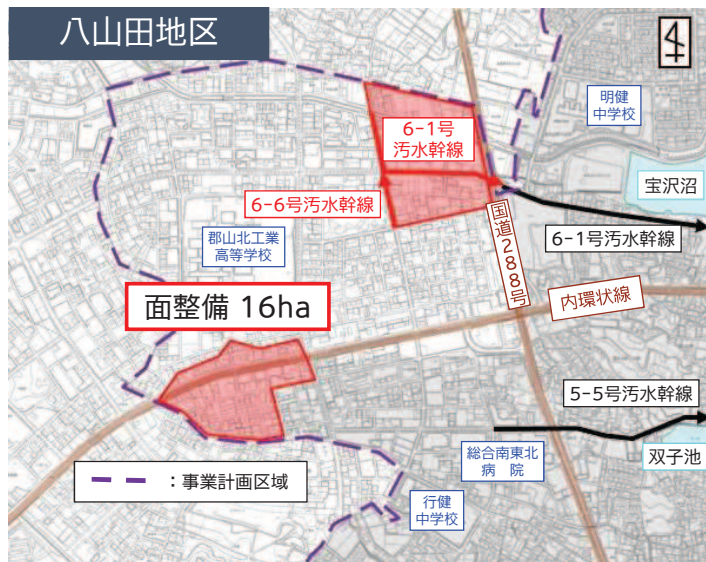 八山田地区
明健
中学校
6-1号
汚水幹線
宝沢沼
6-6号汚水幹線
国道288号
6-1号汚水幹線
郡山北工業
高等学校
内環状線
面整備 16ha
5-5号汚水幹線
総合南東北
病 院
双子池
:事業計画区域
行健
中学校